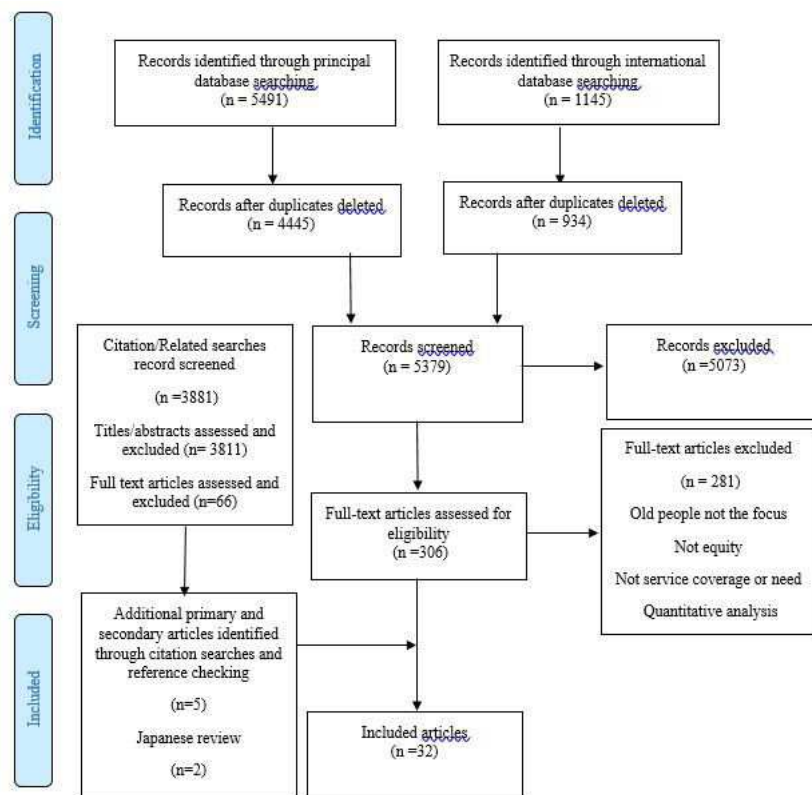 Identification
Records identified through principal
database searching
(n = 5491)
Records identified through international
database searching
(n = 1145)
Records after duplicates deleted
(n = 4445)
Records after duplicates deleted
(n = 934)
Screening
Citation/Related searches
record screened
(n =3881)
Titles/abstracts assessed and
excluded (n= 3811)
Full text articles assessed and
excluded (n=66)
Records screened
(n = 5379)
Records excluded
(n =5073)
Eligibility
Full-text articles assessed for
eligibility
(n =306)
Full-text articles excluded
(n = 281)
Old people not the focus
Not equity
Not service coverage or need
Quantitative analysis
Included
Additional primary and
secondary articles identified
through citation searches and
reference checking
(n=5)
Japanese review
(n=2)
Included articles
(n =32)